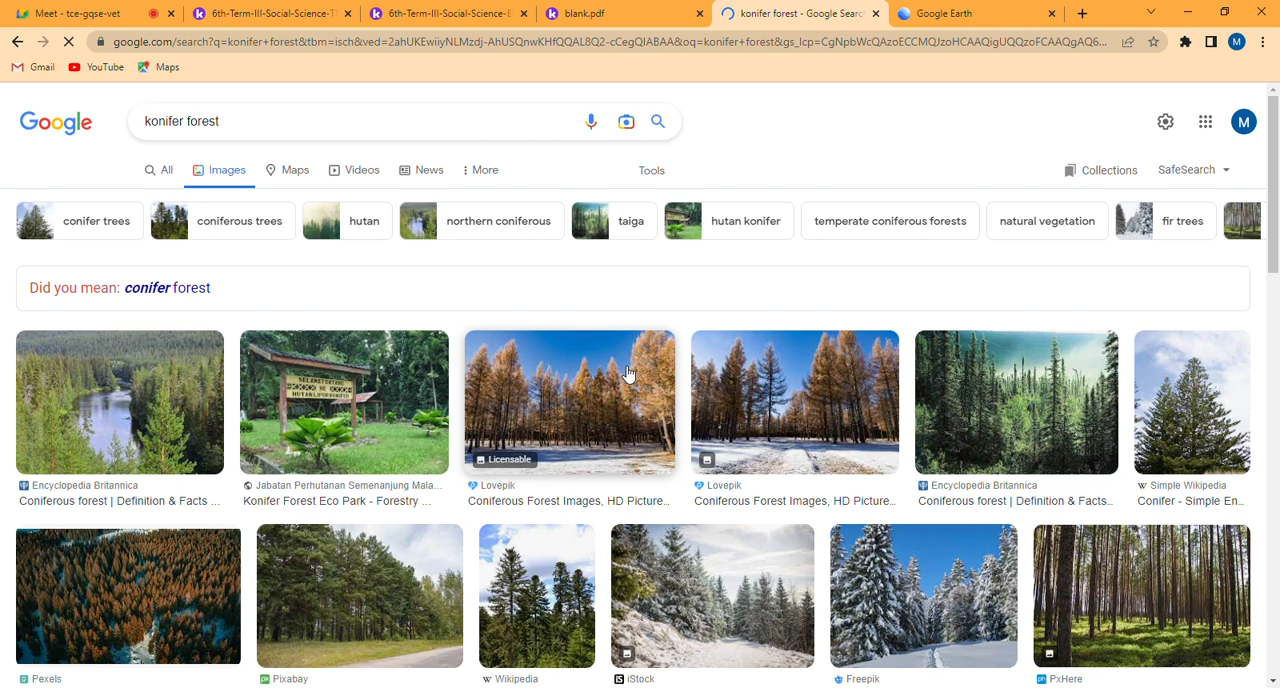 Meet - tce-gqse-vet
6th-Term-III-Social-Science-T
6th-Term-III-Social-Science-E
blank.pdf
konifer forest - Google Search
Google Earth
google.com/search?q=konifer+forest&tbm=isch&ved=2ahUKEwiiyNLMzdj-AhUSQnwKHfQQAL8Q2-cCegQIABAA&oq=konifer+forest&gs_lcp=CgNpbWcQAzoECCMQJzoHCAAQigUQQzoFCAAQgAQ6...
M
Gmail
YouTube
Maps
Google
konifer forest
M
All
Images
Maps
Videos
News
More
Tools
Collections
SafeSearch
conifer trees
coniferous trees
hutan
northern coniferous
taiga
hutan konifer
temperate coniferous forests
natural vegetation
fir trees
Did you mean: conifer forest
SELAMAT DATANG
KE
HUTAN LIPUR KONIFER
Licensable
Encyclopedia Britannica
Coniferous forest | Definition & Facts ...
Jabatan Perhutanan Semenanjung Mala...
Konifer Forest Eco Park - Forestry ...
Lovepik
Coniferous Forest Images, HD Picture...
Lovepik
Coniferous Forest Images, HD Picture...
Encyclopedia Britannica
Coniferous forest | Definition & Facts...
Simple Wikipedia
Conifer - Simple En...
Pexels
Pixabay
Wikipedia
iStock
Freepik
PxHere